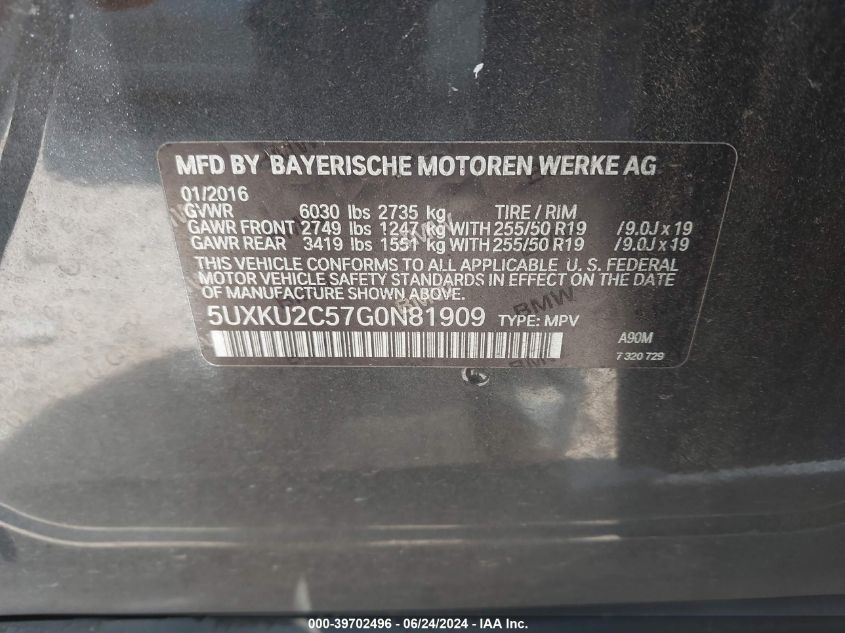 MFD BY BAYERISCHE MOTOREN WERKE AG
01/2016
GVWR 6030 lbs 2735 kg TIRE / RIM
GAWR FRONT 2749 lbs 1247 kg WITH 255/50 R19 / 9.0J x 19
GAWR REAR 3419 lbs 1551 kg WITH 255/50 R19 / 9.0J x 19
THIS VEHICLE CONFORMS TO ALL APPLICABLE U. S. FEDERAL
MOTOR VEHICLE SAFETY STANDARDS IN EFFECT ON THE DATE
OF MANUFACTURE SHOWN ABOVE.
5UXKU2C57G0N81909 TYPE: MPV
A90M
7 320 729
000-39702496 - 06/24/2024 - IAA Inc.